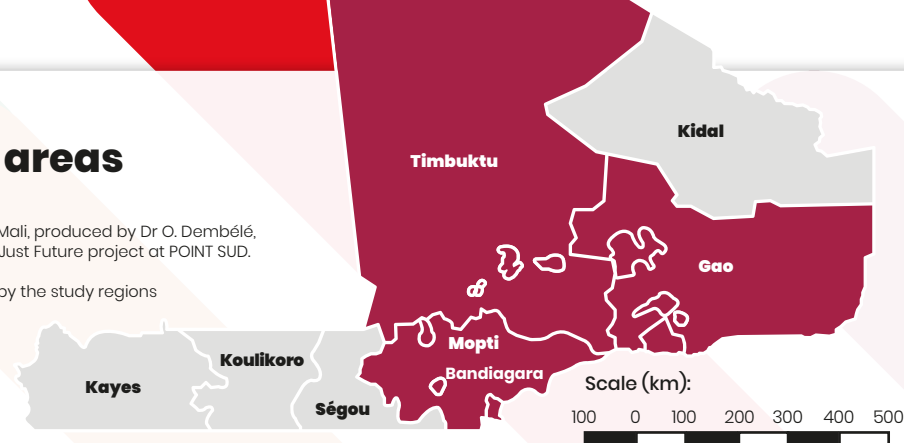 Kidal
areas
Timbuktu
Mali, produced by Dr O. Dembélé,
Just Future project at POINT SUD.
Gao
by the study regions
Mopti
Koulikoro
Bandiagara
Kayes
Scale (km):
Ségou
100 0 100 200 300 400 500